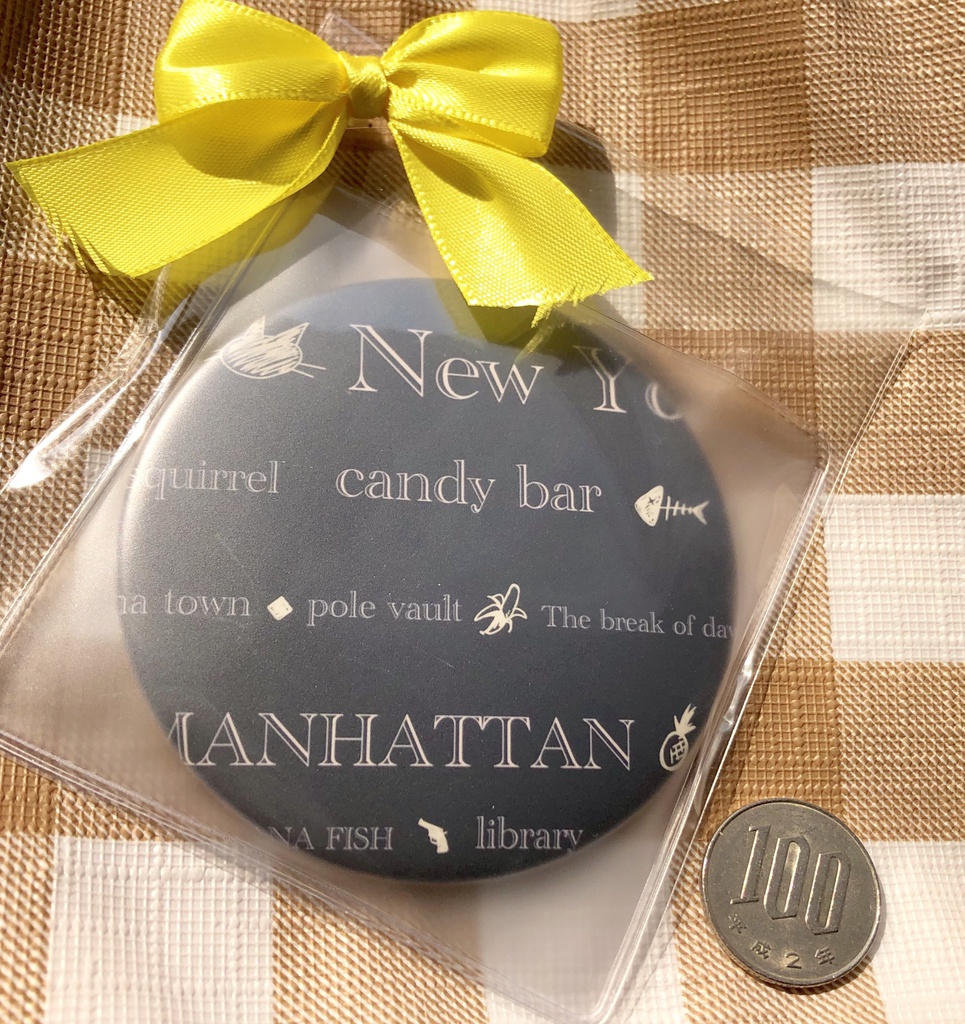 New Yo
squirrel candy bar
na town pole vault The break of daw
MANHATTAN
NA FISH library
100
平成2年